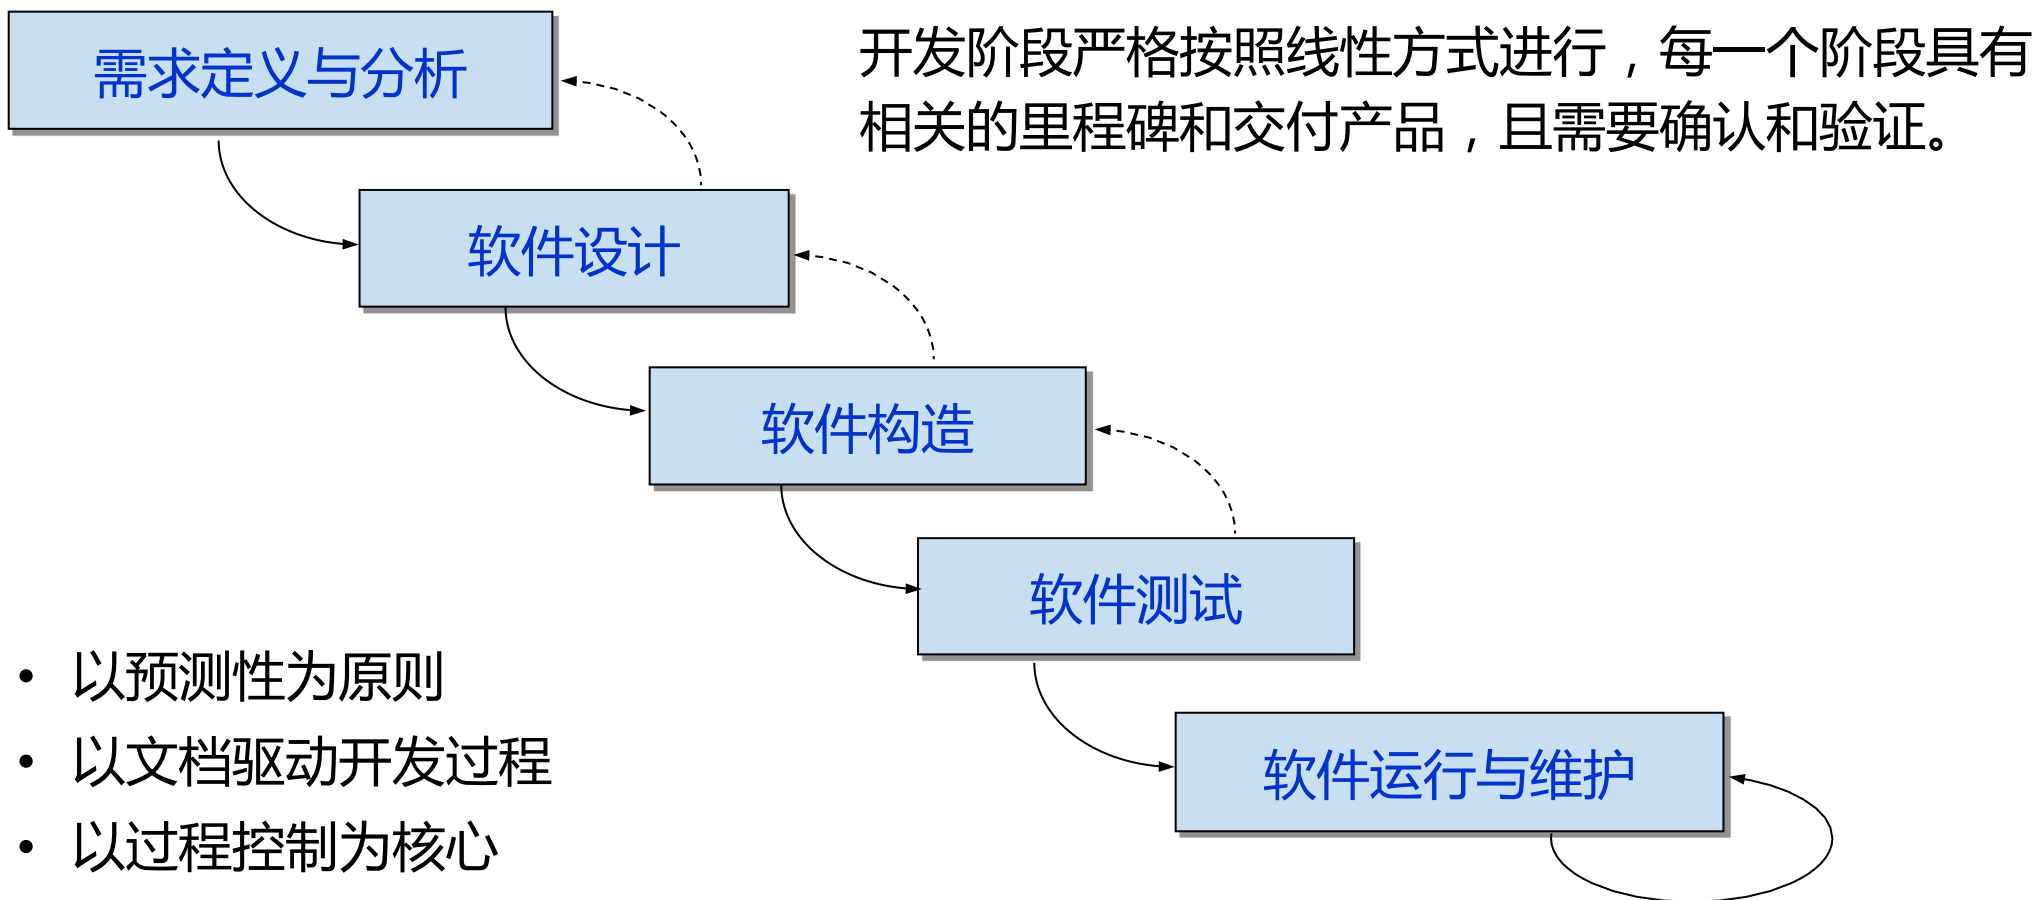 需求定义与分析
开发阶段严格按照线性方式进行，每一个阶段具有
相关的里程碑和交付产品，且需要确认和验证。
软件设计
软件构造
软件测试
软件运行与维护
• 以预测性为原则
• 以文档驱动开发过程
• 以过程控制为核心